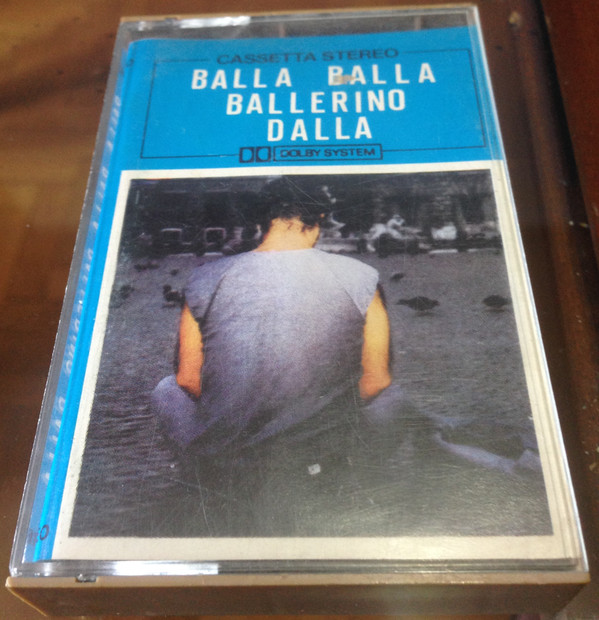 CASSETTA STEREO
BALLA BALLA
BALLERINO
DALLA
DOLBY SYSTEM